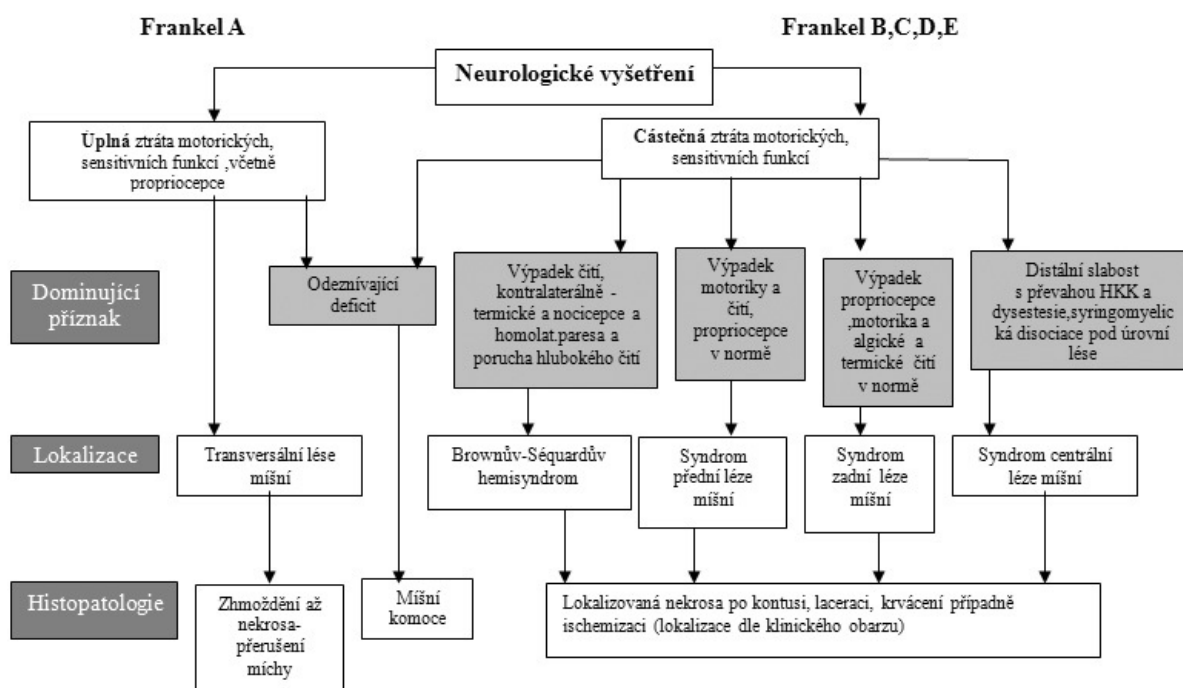 Frankel A
Frankel B,C,D,E
Neurologické vyšetření
Úplná ztráta motorických,
sensitivních funkcí ,včetně
propriocepce
Cástečná ztráta motorických,
sensitivních funkcí
Dominující
příznak
Odeznívající
deficit
Výpadek čití,
kontralaterálně -
termické a nocicepce a
homolat.paresa a
porucha hlubokého čití
Výpadek
motoriky a
čití,
propriocepce
v normě
Výpadek
propriocepce
,motorika a
algické a
termické čití
v normě
Distální slabost
s převahou HKK a
dysestesie,syringomyelic
ká disociace pod úrovní
lése
Lokalizace
Transversální lése
míšní
Brownův-Séquardův
hemisyndrom
Syndrom
přední léze
míšní
Syndrom
zadní léze
míšní
Syndrom centrální
léze míšní
Histopatologie
Zhmoždění až
nekrosa-
přerušení
míchy
Míšní
komoce
Lokalizovaná nekrosa po kontusi, laceraci, krvácení případně
ischemizaci (lokalizace dle klinického obarzu)